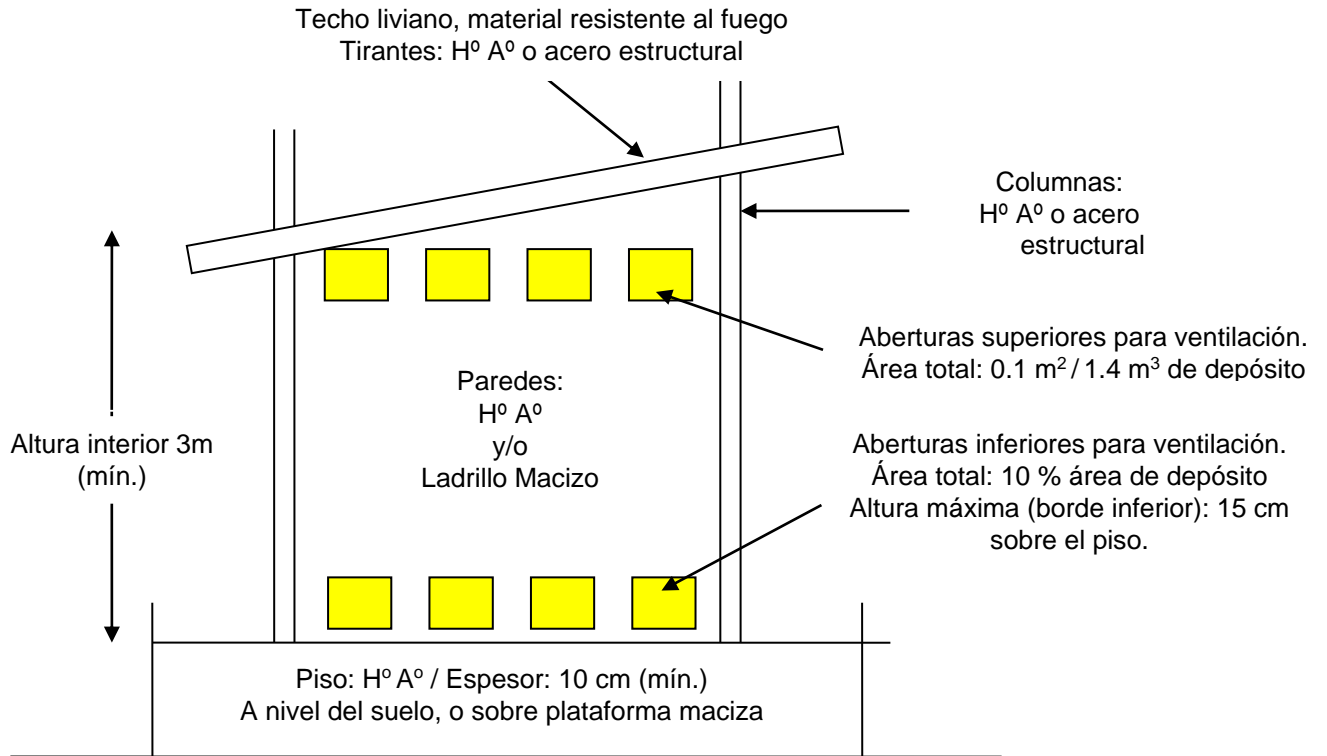 Techo liviano, material resistente al fuego
Tirantes: Hº Aº o acero estructural
Columnas:
Hº Aº o acero
estructural
Aberturas superiores para ventilación.
Área total: 0.1 m² / 1.4 m³ de depósito
Paredes:
Hº Aº
y/o
Ladrillo Macizo
Altura interior 3m
(mín.)
Aberturas inferiores para ventilación.
Área total: 10 % área de depósito
Altura máxima (borde inferior): 15 cm
sobre el piso.
Piso: Hº Aº / Espesor: 10 cm (mín.)
A nivel del suelo, o sobre plataforma maciza